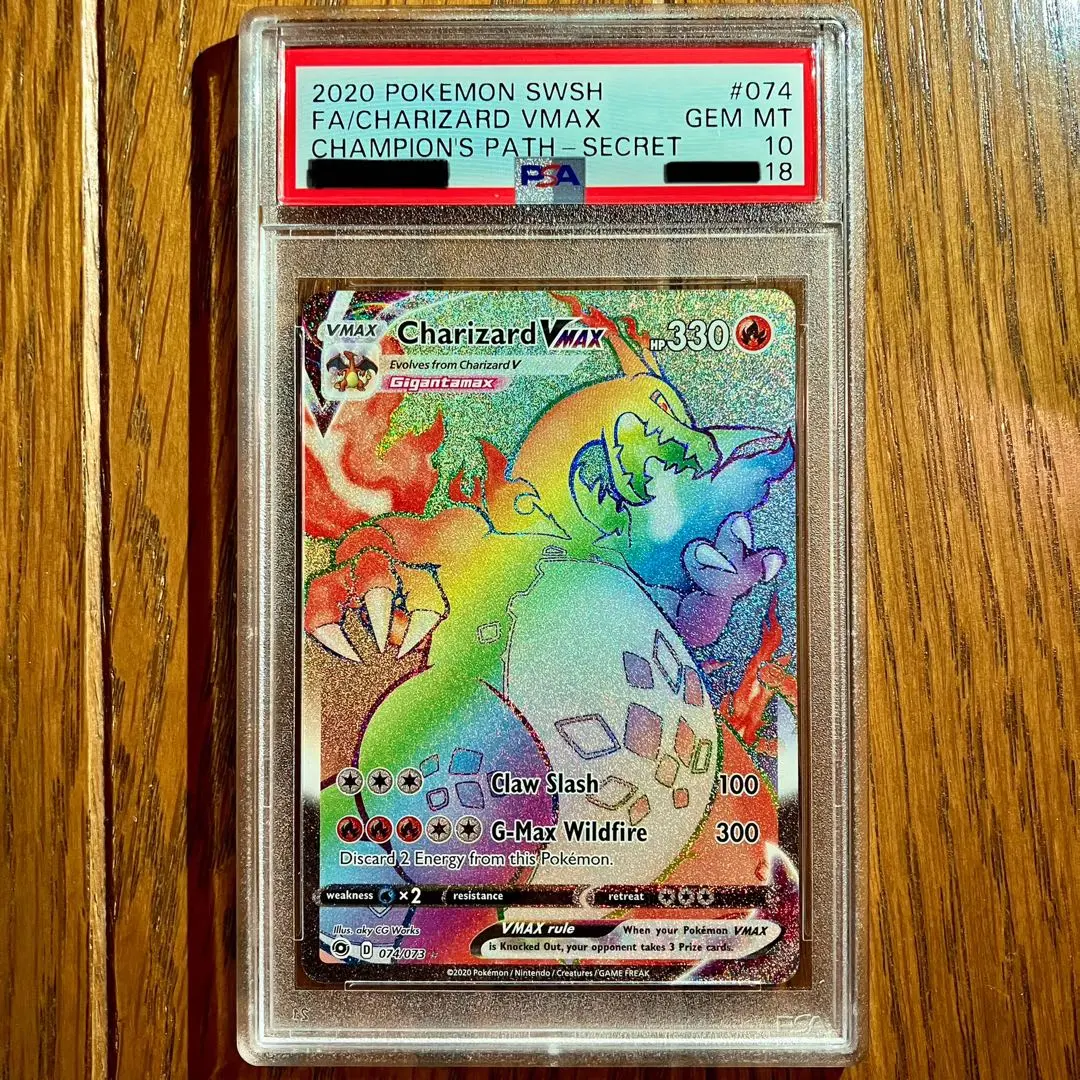 2020 POKEMON SWSH #074
FA/CHARIZARD VMAX GEM MT
CHAMPION'S PATH-SECRET 10
PSA 18
VMAX Charizard VMAX HP 330
Evolves from Charizard V
Gigantamax
Claw Slash 100
G-Max Wildfire 300
Discard 2 Energy from this Pokémon.
weakness ×2 resistance retreat
Illus. aky CG Works
VMAX rule When your Pokémon VMAX
is Knocked Out, your opponent takes 3 Prize cards.
D 074/073
©2020 Pokémon / Nintendo / Creatures / GAME FREAK
PSA